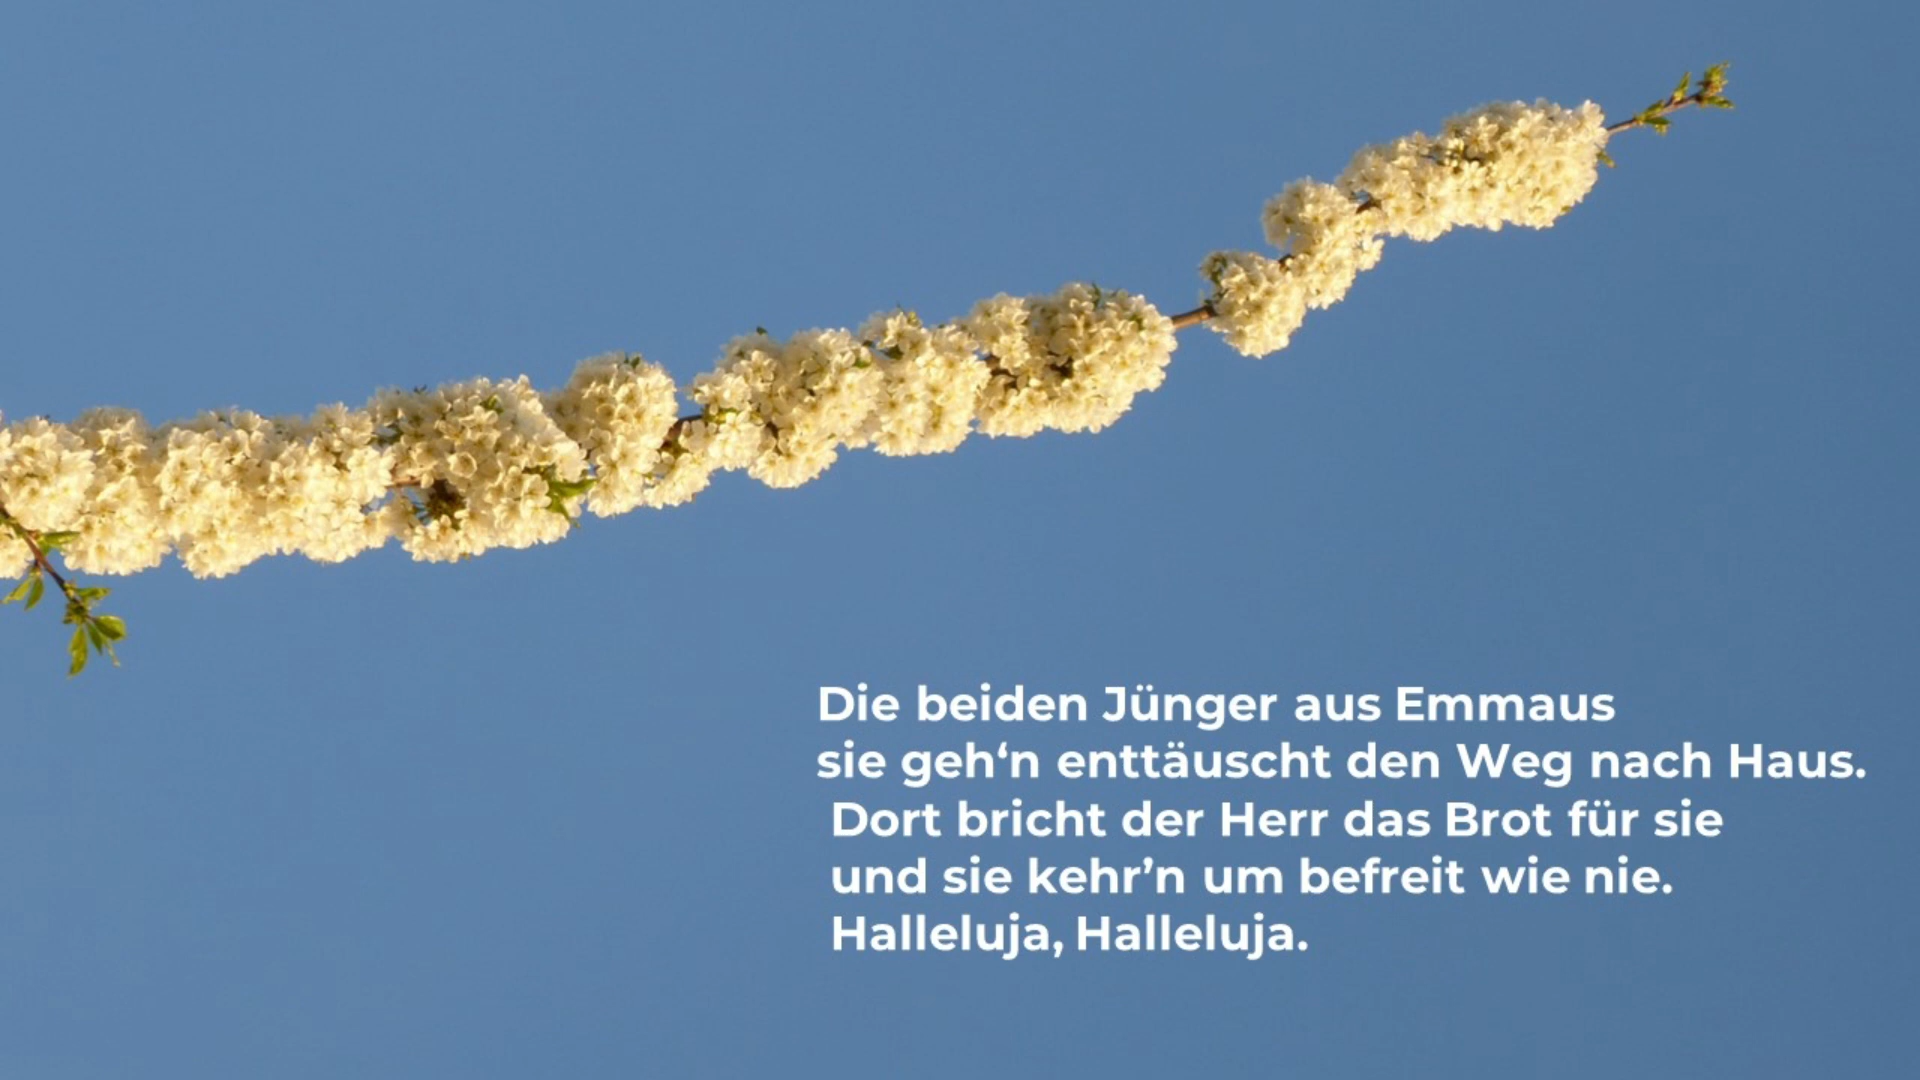 Die beiden Jünger aus Emmaus
sie geh‘n enttäuscht den Weg nach Haus.
Dort bricht der Herr das Brot für sie
und sie kehr’n um befreit wie nie.
Halleluja, Halleluja.